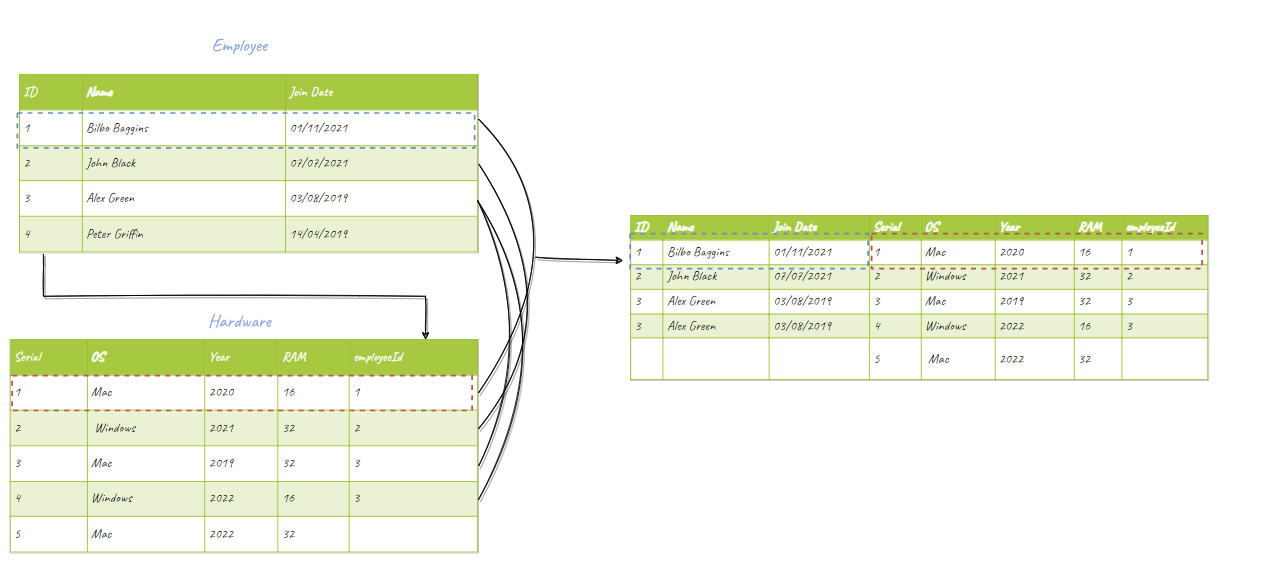 Employee
ID Name Join Date
1 Bilbo Baggins 01/11/2021
2 John Black 07/07/2021
3 Alex Green 03/08/2019
4 Peter Griffin 14/04/2019
Hardware
Serial OS Year RAM employeeId
1 Mac 2020 16 1
2 Windows 2021 32 2
3 Mac 2019 32 3
4 Windows 2022 16 3
5 Mac 2022 32
ID Name Join Date Serial OS Year RAM employeeId
1 Bilbo Baggins 01/11/2021 1 Mac 2020 16 1
2 John Black 07/07/2021 2 Windows 2021 32 2
3 Alex Green 03/08/2019 3 Mac 2019 32 3
3 Alex Green 03/08/2019 4 Windows 2022 16 3
5 Mac 2022 32